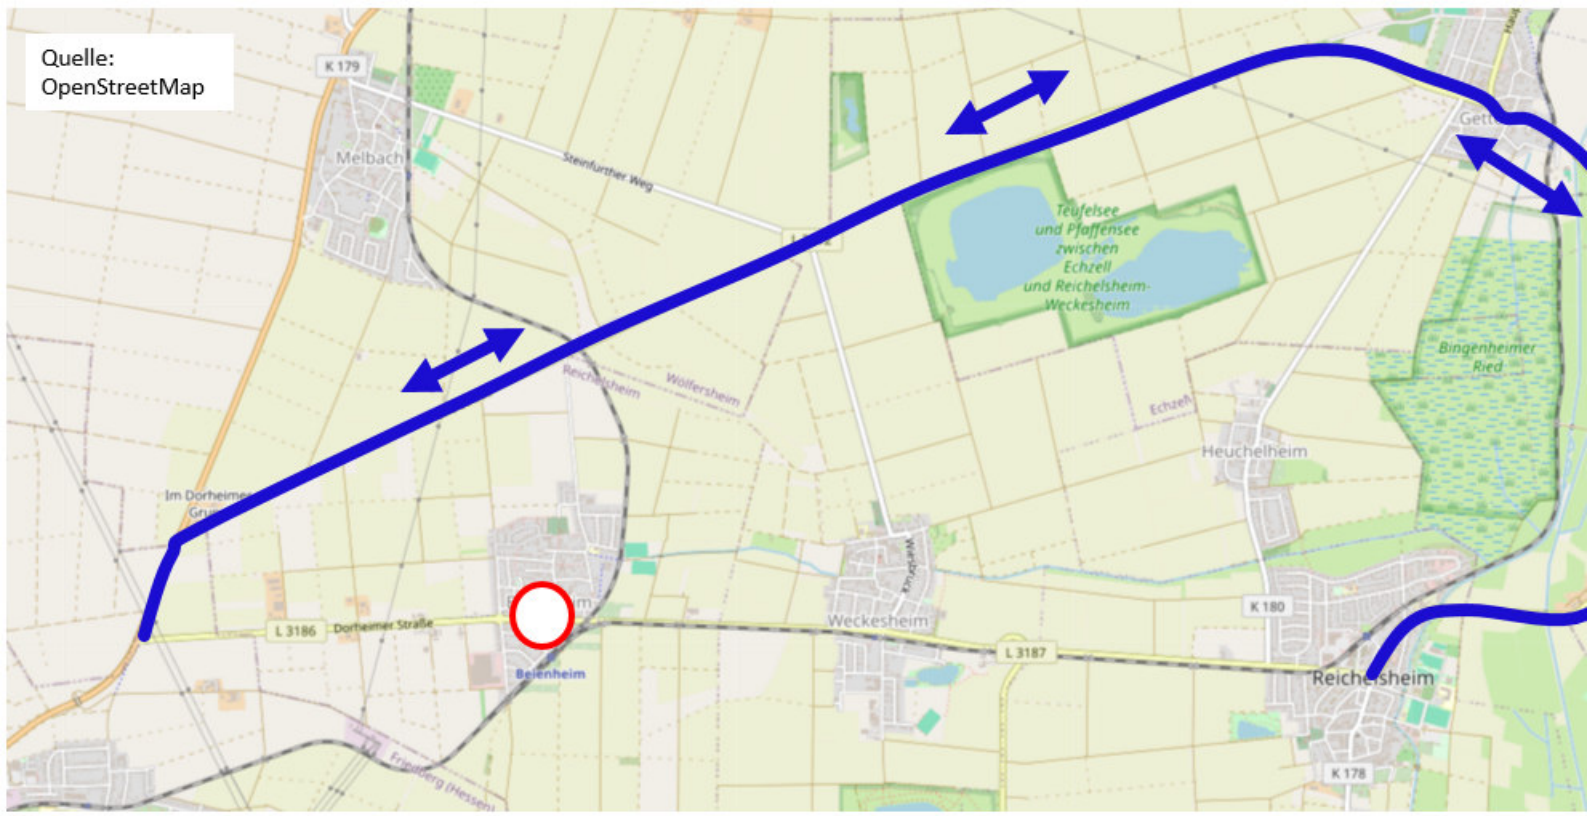 Quelle:
OpenStreetMap
K 179
Melbach
Steinfurther Weg
Teufelsee
und Pfaffensee
zwischen
Echzell
und Reichelsheim-
Weckesheim
Bingenheimer
Ried
Reichelsheim
Wölfersheim
Echzell
Heuchelheim
Im Dorheimer
L 3186
Dorheimer Straße
Beienheim
Weckesheim
L 3187
K 180
Reichelsheim
K 178
Friedberg (Hessen)